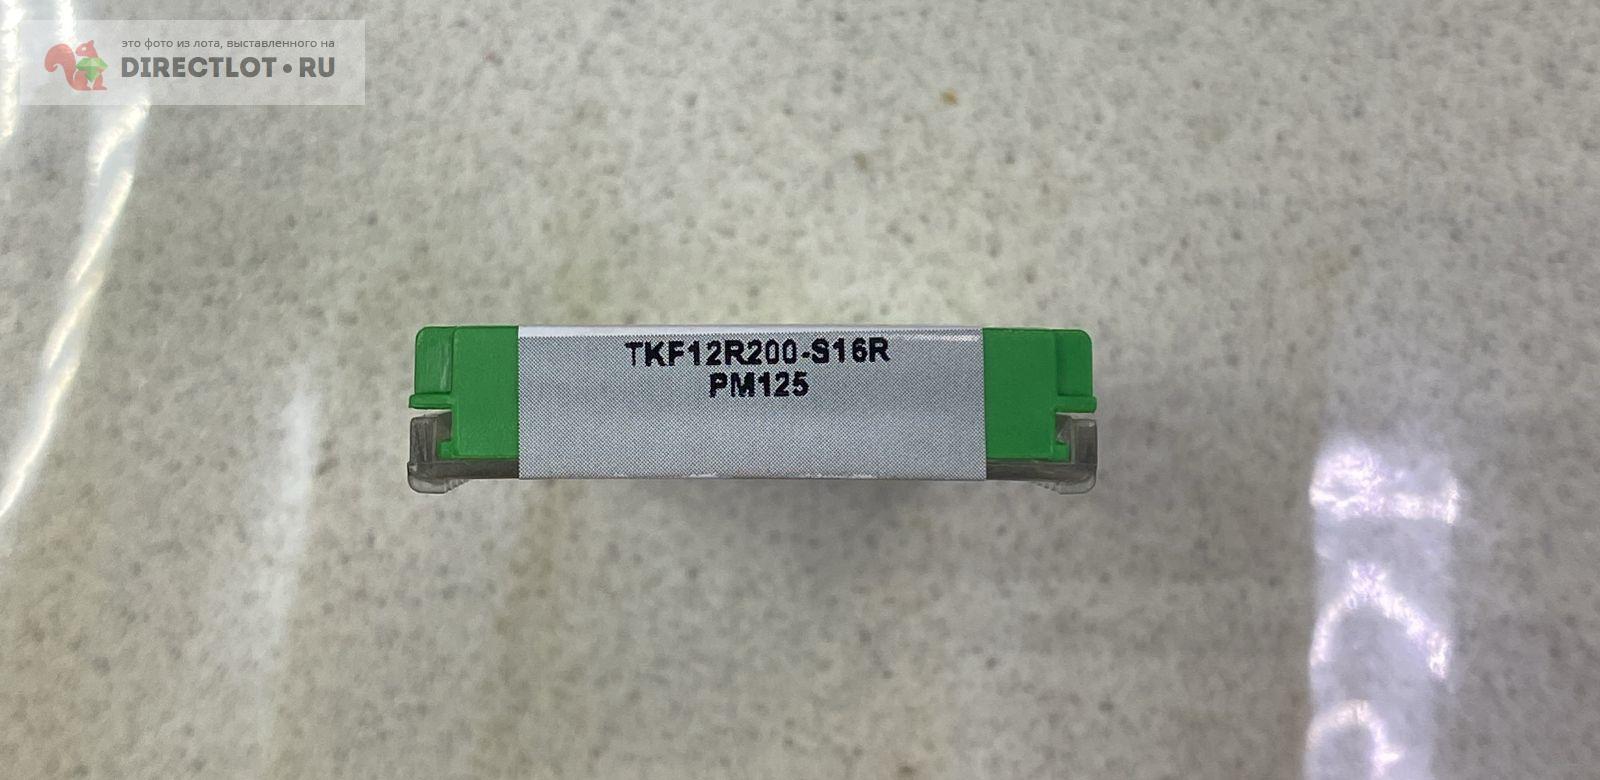 это фото из лота, выставленного на
DIRECTLOT•RU
TKF12R200-S16R
PM125